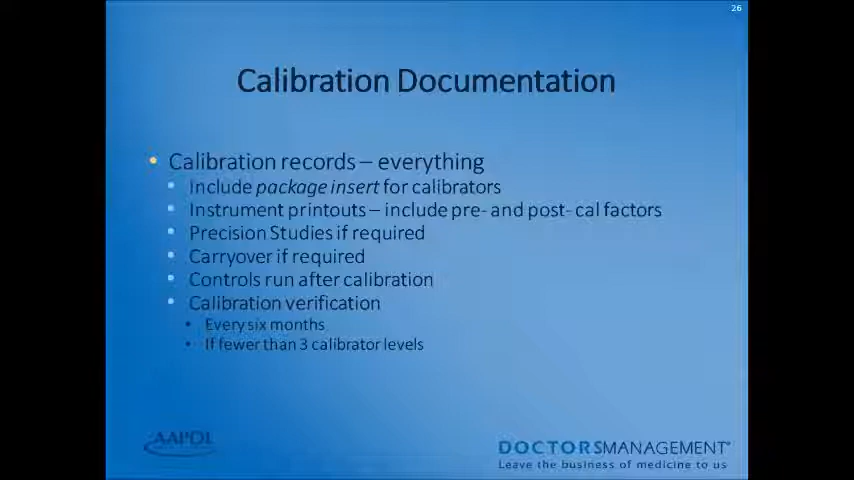 26
Calibration Documentation
• Calibration records – everything
• Include package insert for calibrators
• Instrument printouts – include pre- and post- cal factors
• Precision Studies if required
• Carryover if required
• Controls run after calibration
• Calibration verification
• Every six months
• If fewer than 3 calibrator levels
AAPOL
DOCTORSMANAGEMENT®
Leave the business of medicine to us